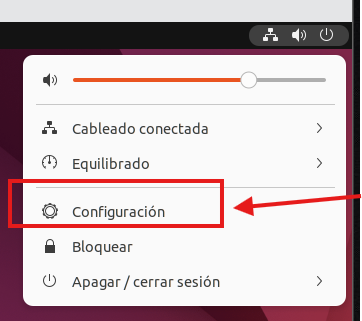 Cableado conectada
Equilibrado
Configuración
Bloquear
Apagar / cerrar sesión